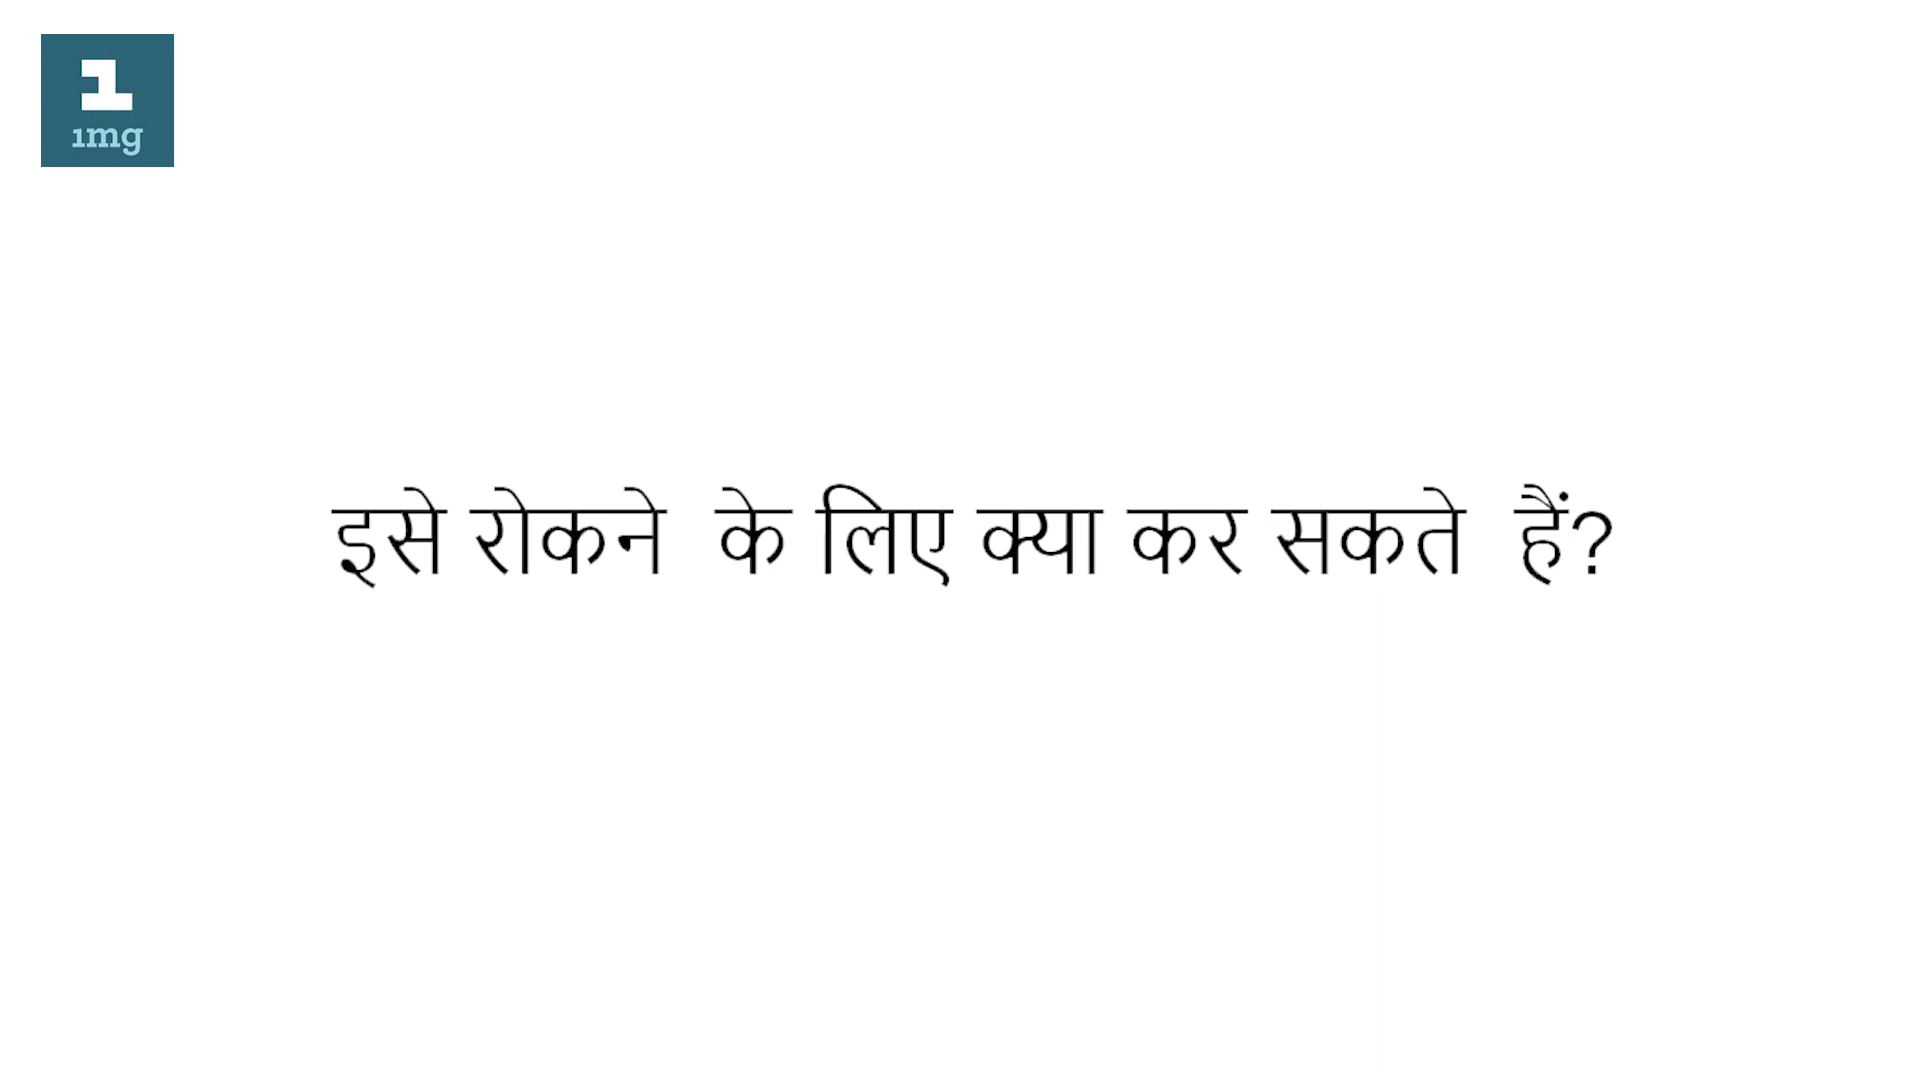 1
1mg
इसे रोकने के लिए क्या कर सकते हैं?